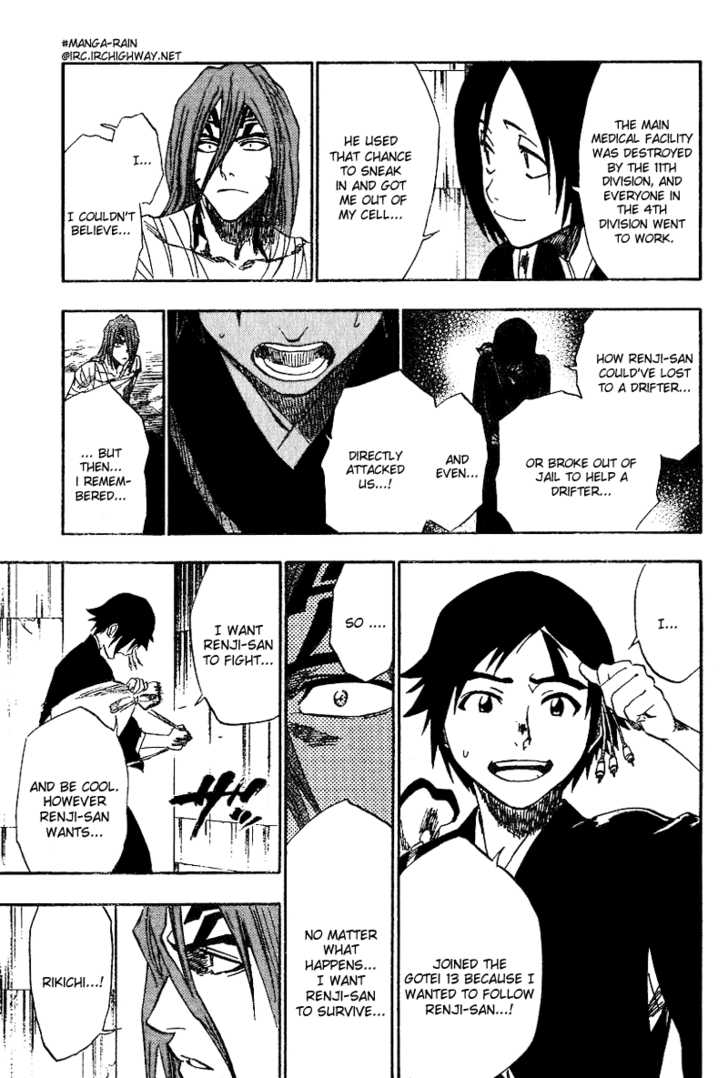 #MANGA-RAIN
@IRC.IRCHIGHWAY.NET
THE MAIN
MEDICAL FACILITY
WAS DESTROYED
BY THE 11TH
DIVISION, AND
EVERYONE IN
THE 4TH
DIVISION WENT
TO WORK.
HE USED
THAT CHANCE
TO SNEAK
IN AND GOT
ME OUT OF
MY CELL...
I...
I COULDN'T
BELIEVE...
HOW RENJI-SAN
COULD'VE LOST
TO A DRIFTER...
OR BROKE OUT OF
JAIL TO HELP A
DRIFTER...
AND
EVEN...
DIRECTLY
ATTACKED
US...!
... BUT
THEN...
I REMEM-
BERED...
I...
JOINED THE
GOTEI 13 BECAUSE I
WANTED TO FOLLOW
RENJI-SAN...!
SO ....
NO MATTER
WHAT
HAPPENS...
I WANT
RENJI-SAN
TO SURVIVE...
I WANT
RENJI-SAN
TO FIGHT...
AND BE COOL.
HOWEVER
RENJI-SAN
WANTS...
RIKICHI...!